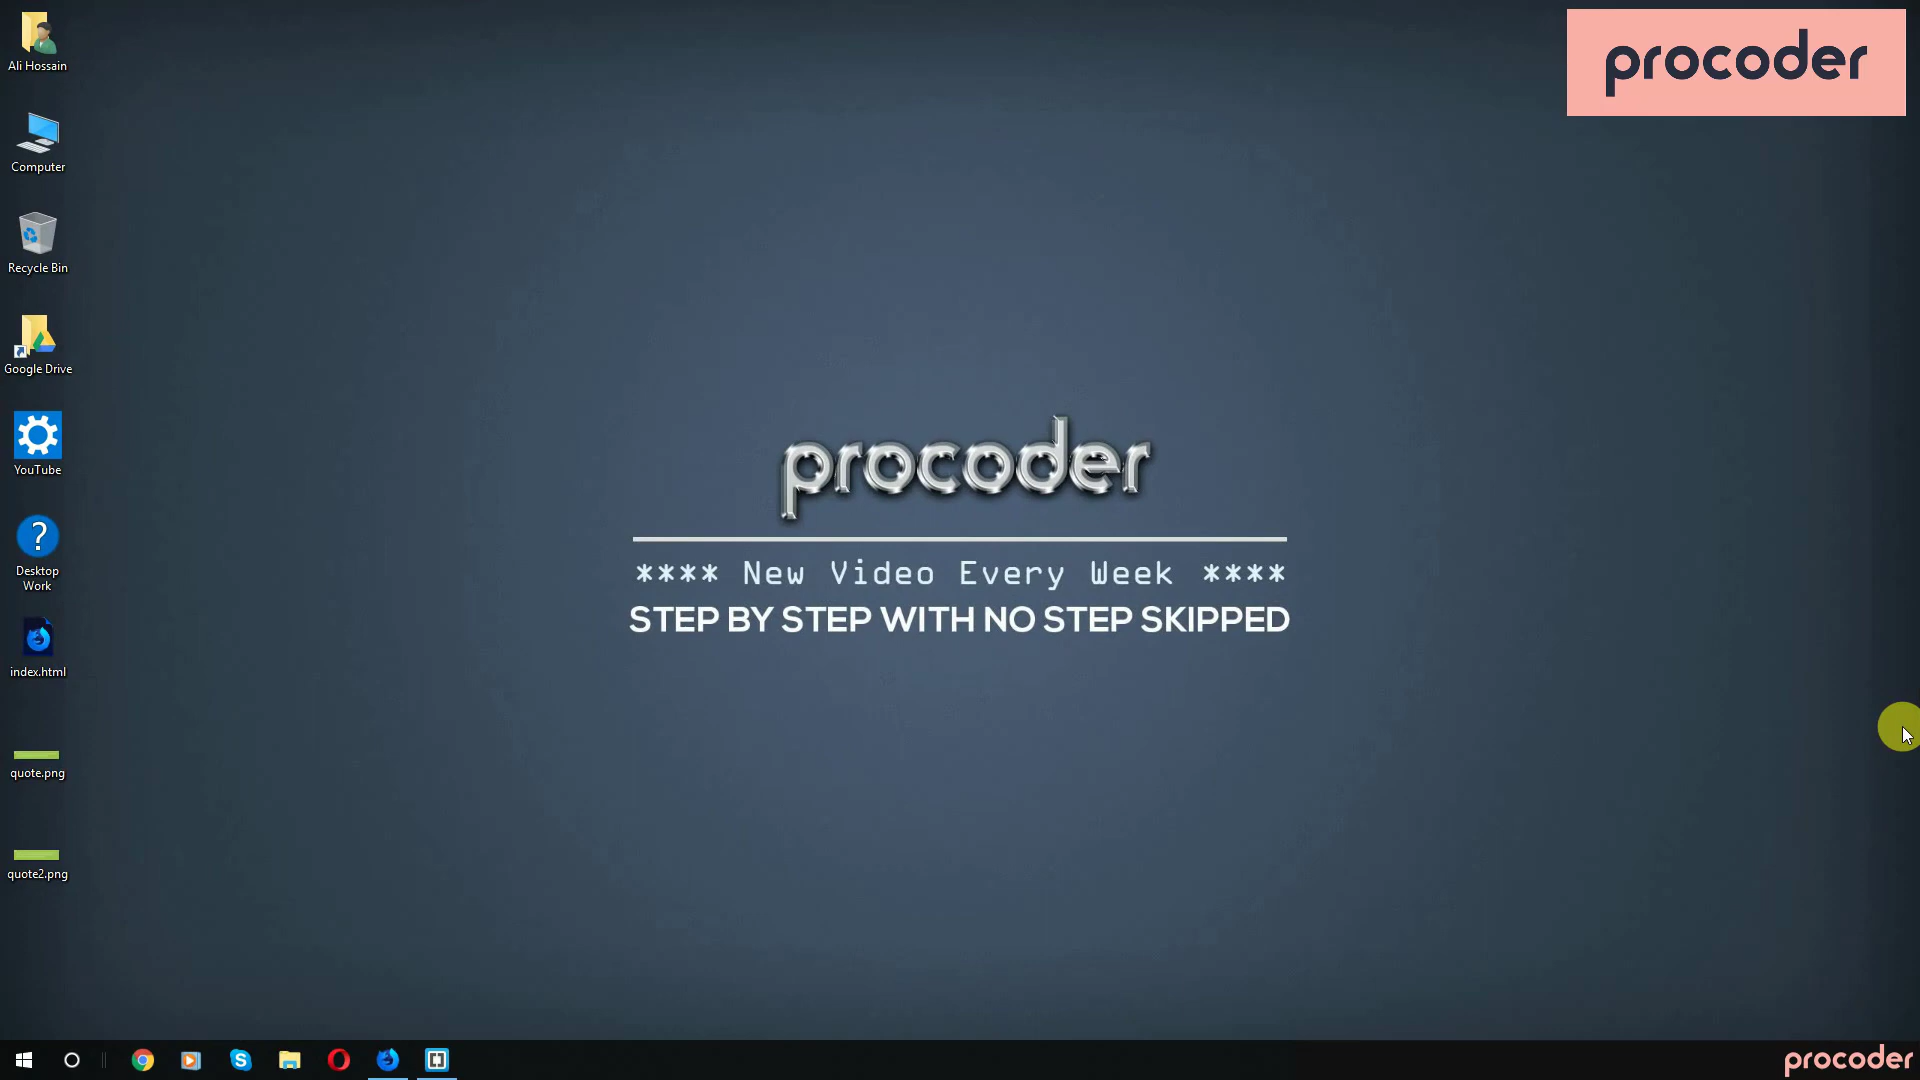 Ali Hossain
Computer
Recycle Bin
Google Drive
YouTube
Desktop
Work
index.html
quote.png
quote2.png
procoder
procoder
**** New Video Every Week ****
STEP BY STEP WITH NO STEP SKIPPED
procoder